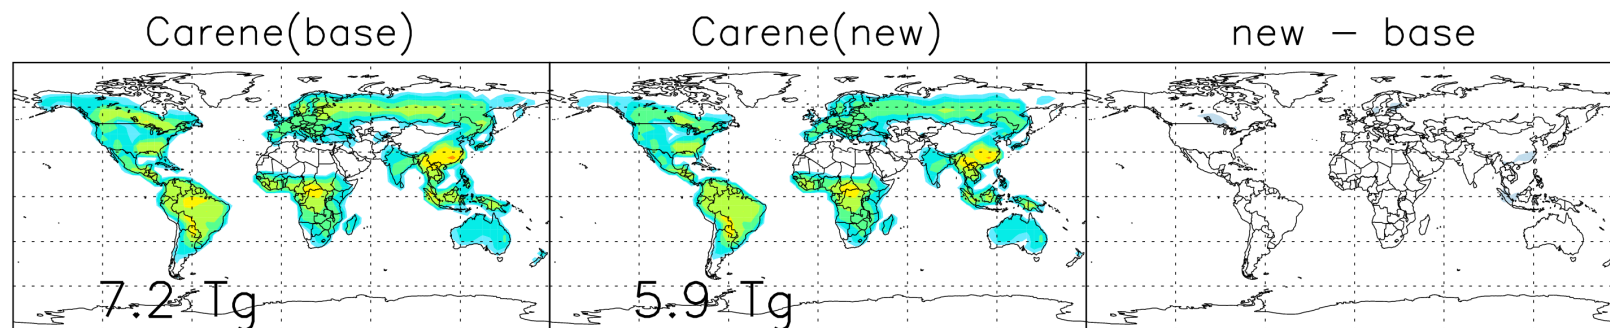 Carene(base)
Carene(new)
new − base
7.2 Tg
5.9 Tg